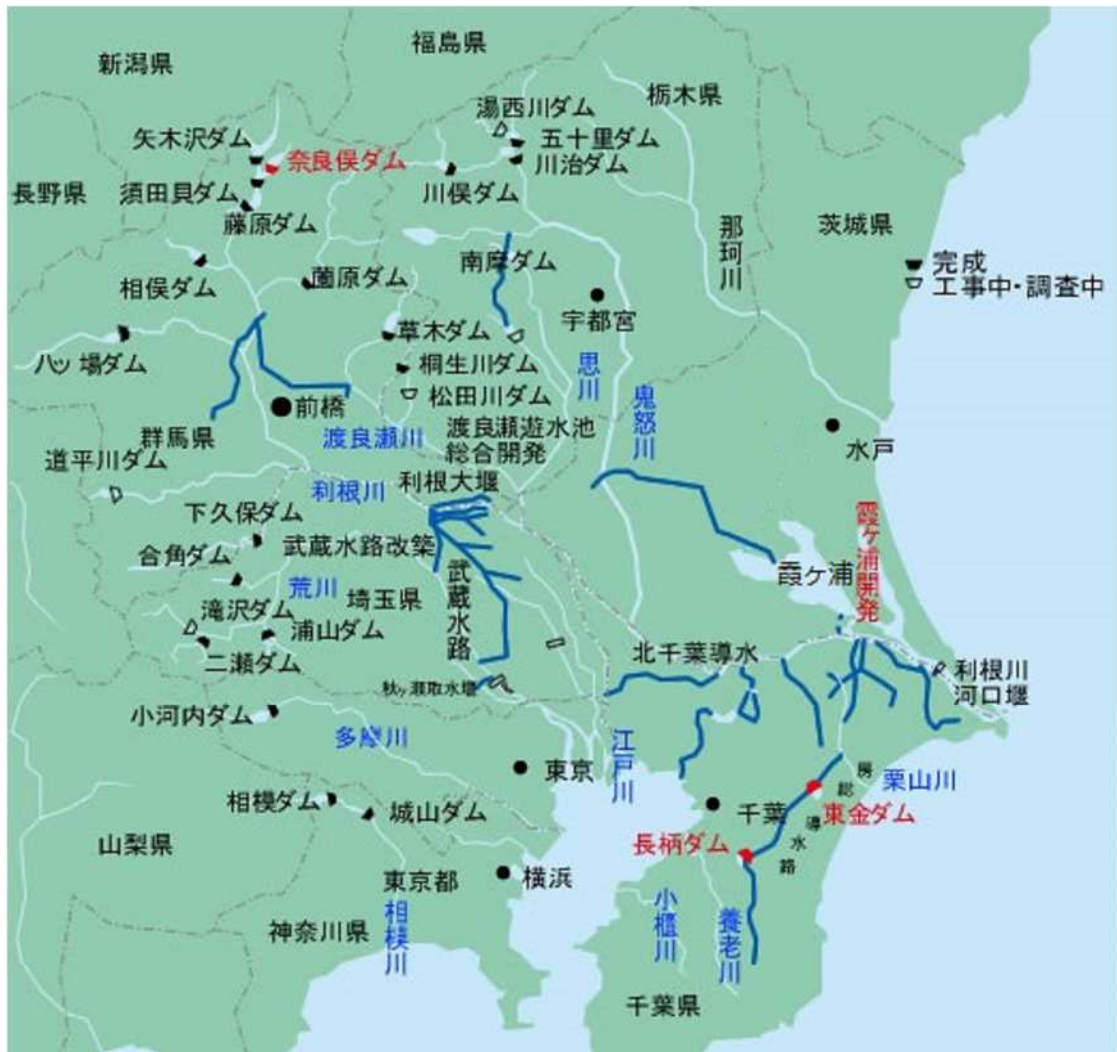 福島県
新潟県
栃木県
湯西川ダム
矢木沢ダム
五十里ダム
奈良俣ダム
川治ダム
長野県
須田貝ダム
川俣ダム
藤原ダム
那珂川
茨城県
南摩ダム
完成
相俣ダム
薗原ダム
工事中・調査中
宇都宮
草木ダム
八ッ場ダム
桐生川ダム
思川
松田川ダム
鬼怒川
前橋
群馬県
渡良瀬川
渡良瀬遊水池
総合開発
水戸
道平川ダム
利根川
利根大堰
下久保ダム
霞ヶ浦開発
合角ダム
武蔵水路改築
霞ヶ浦
荒川
埼玉県
武蔵水路
滝沢ダム
浦山ダム
二瀬ダム
北千葉導水
利根川
河口堰
秋ヶ瀬取水堰
小河内ダム
多摩川
江戸川
東京
房総導水路
栗山川
相模ダム
城山ダム
千葉
東金ダム
山梨県
長柄ダム
東京都
横浜
小櫃川
養老川
相模川
神奈川県
千葉県